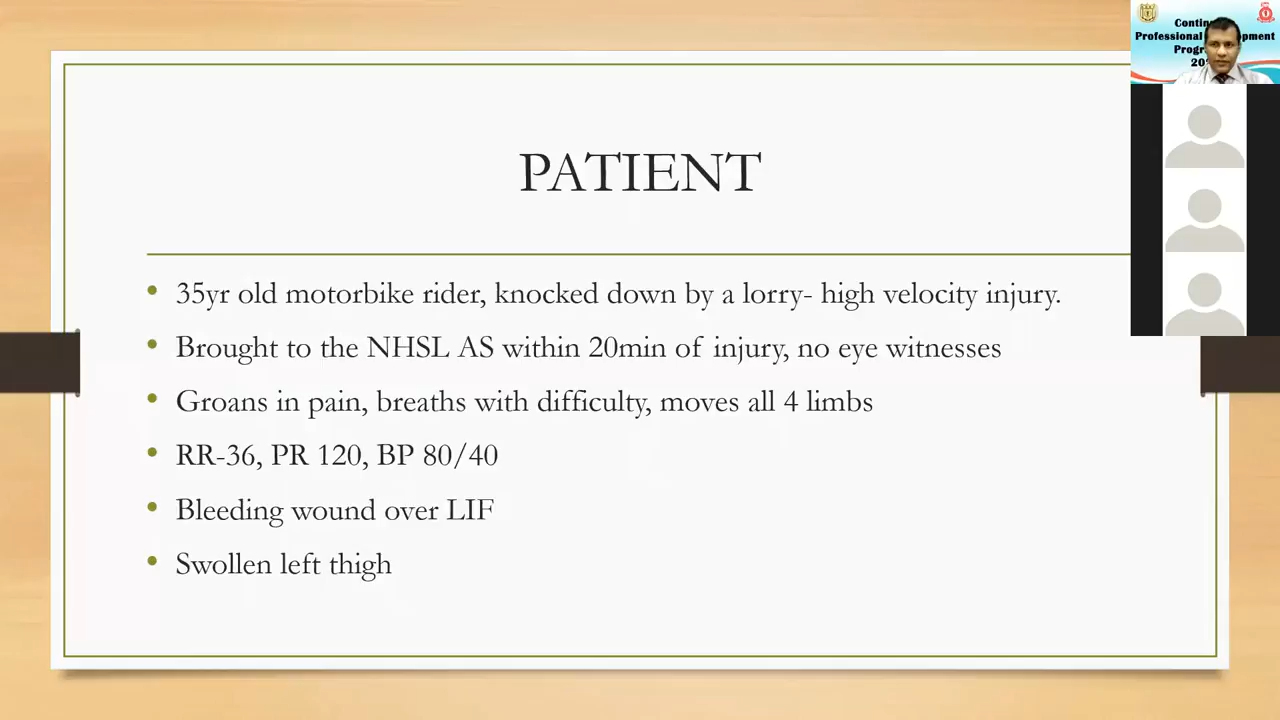 PATIENT
• 35yr old motorbike rider, knocked down by a lorry- high velocity injury.
• Brought to the NHSL AS within 20min of injury, no eye witnesses
• Groans in pain, breaths with difficulty, moves all 4 limbs
• RR-36, PR 120, BP 80/40
• Bleeding wound over LIF
• Swollen left thigh
Professional